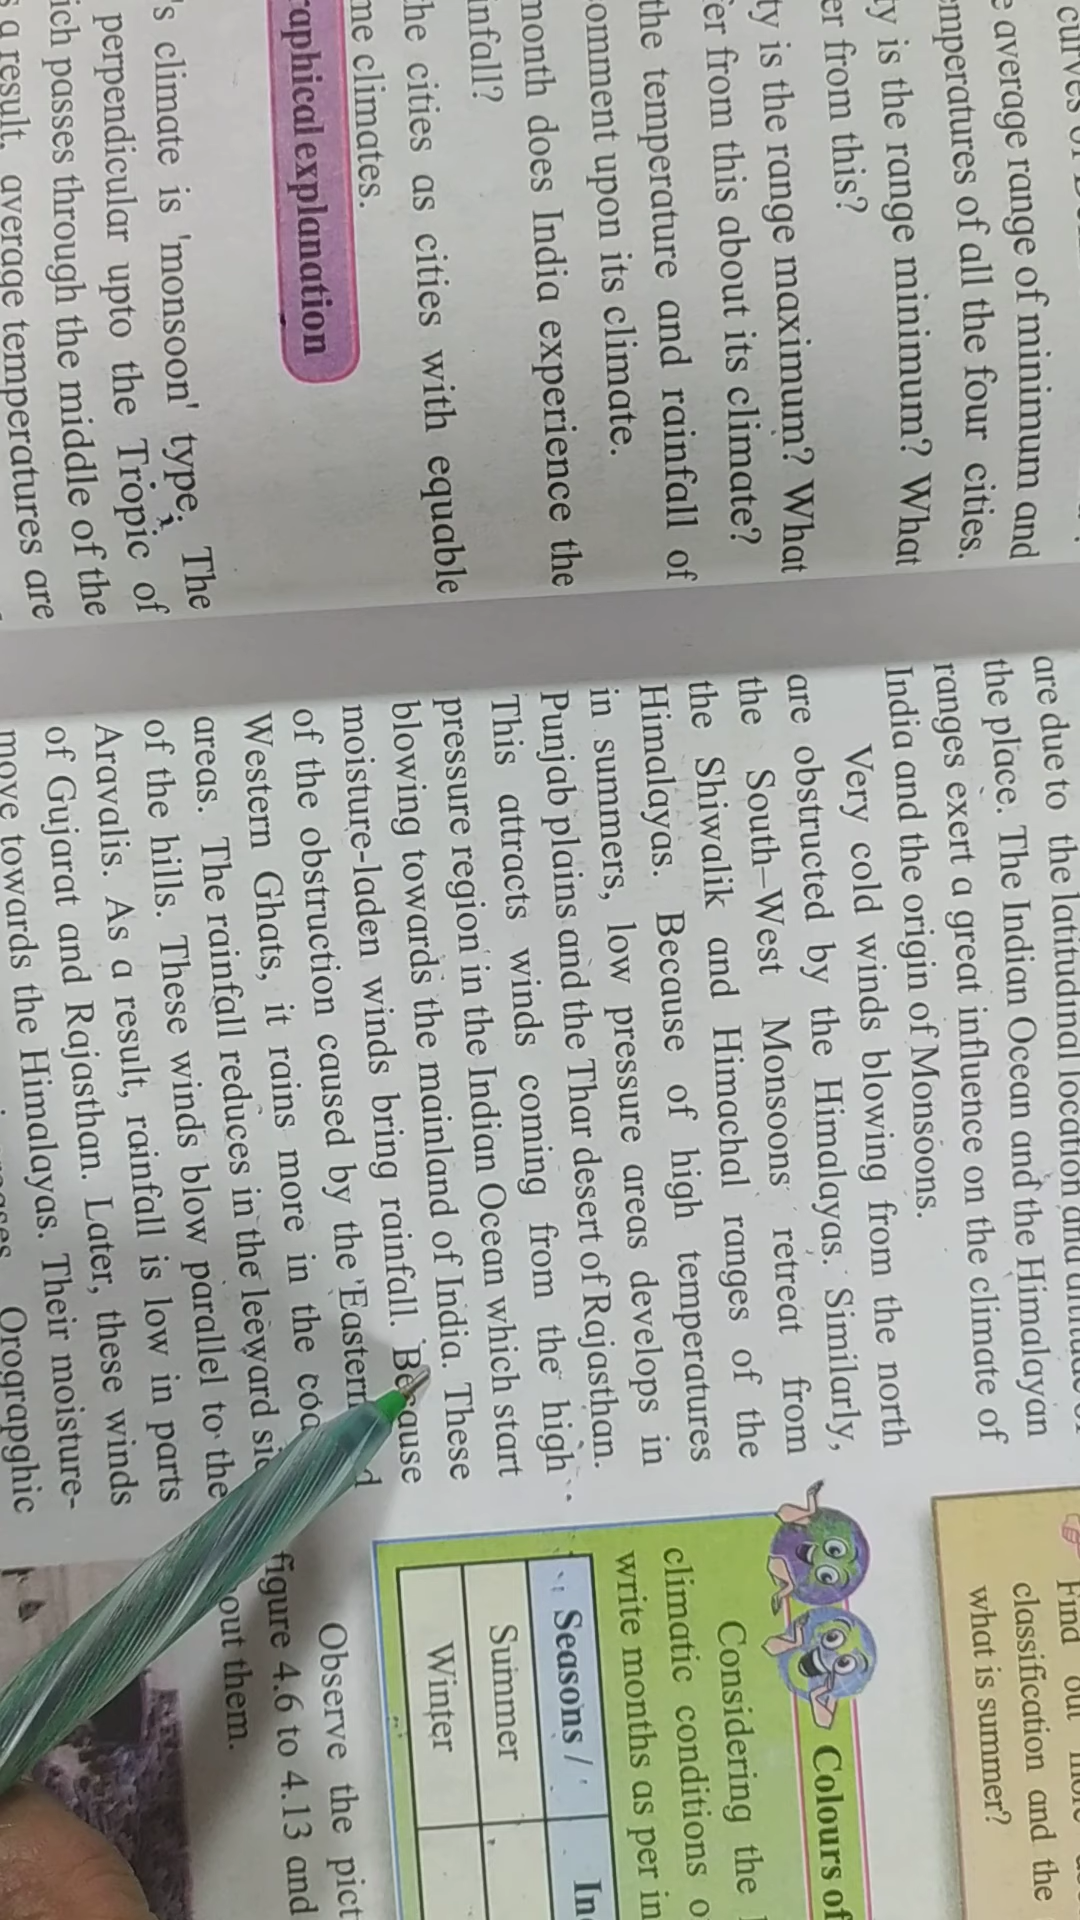 average range of minimum and
temperatures of all the four cities.
is the range minimum? What
from this?
is the range maximum? What
from this about its climate?
the temperature and rainfall of
upon its climate.
month does India experience the
the cities as cities with equable
climates.
explanation
climate is 'monsoon' type. The
perpendicular upto the Tropic of
passes through the middle of the
a result, average temperatures are
are due to the latitudinal location and
the place. The Indian Ocean and the Himalayan
ranges exert a great influence on the climate of
India and the origin of Monsoons.
Very cold winds blowing from the north
are obstructed by the Himalayas. Similarly,
the South–West Monsoons retreat from
the Shiwalik and Himachal ranges of the
Himalayas. Because of high temperatures
in summers, low pressure areas develops in
Punjab plains and the Thar desert of Rajasthan.
This attracts winds coming from the high
pressure region in the Indian Ocean which start
blowing towards the mainland of India. These
moisture-laden winds bring rainfall. Because
of the obstruction caused by the Eastern
Western Ghats, it rains more in the
areas. The rainfall reduces in the leeward
of the hills. These winds blow parallel to the
Aravalis. As a result, rainfall is low in parts
of Gujarat and Rajasthan. Later, these winds
move towards the Himalayas. Their moisture-
Orograpghic
Find out more
classification and the
what is summer?
Colours of
Considering the
climatic conditions
write months as per
Seasons /
Summer
Winter
Observe the
figure 4.6 to 4.13 and
out them.